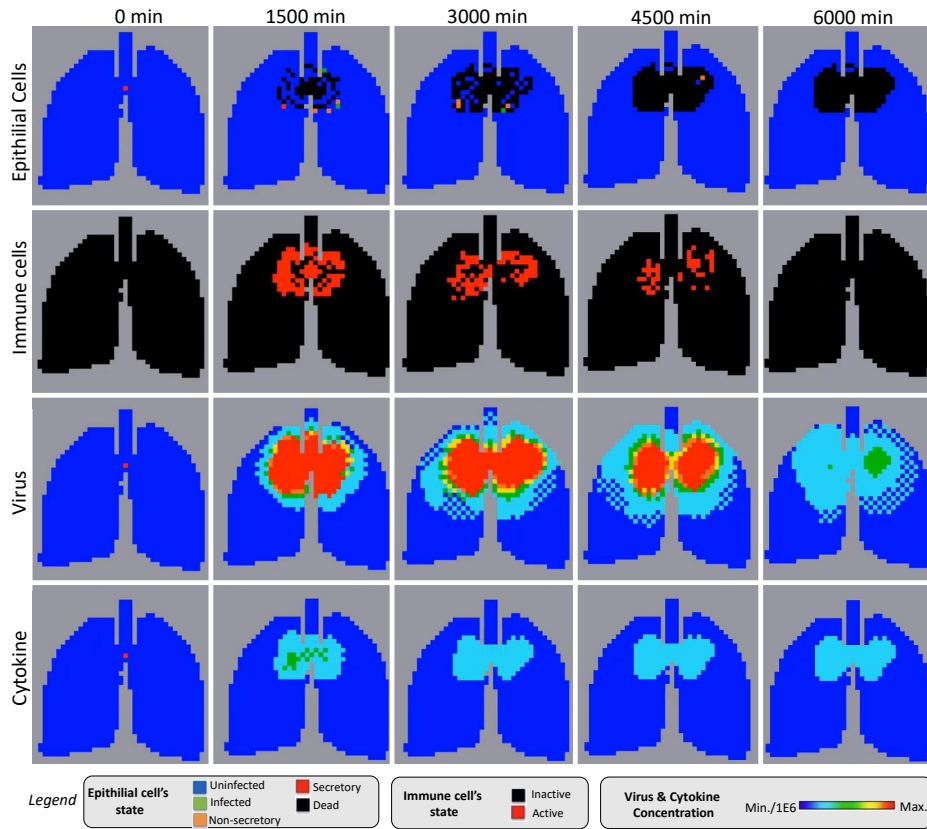 0 min 1500 min 3000 min 4500 min 6000 min
Epithilial Cells
Immune cells
Virus
Cytokine
Legend
Epithilial cell's state
Uninfected
Infected
Non-secretory
Secretory
Dead
Immune cell's state
Inactive
Active
Virus & Cytokine Concentration
Min./1E6 Max.